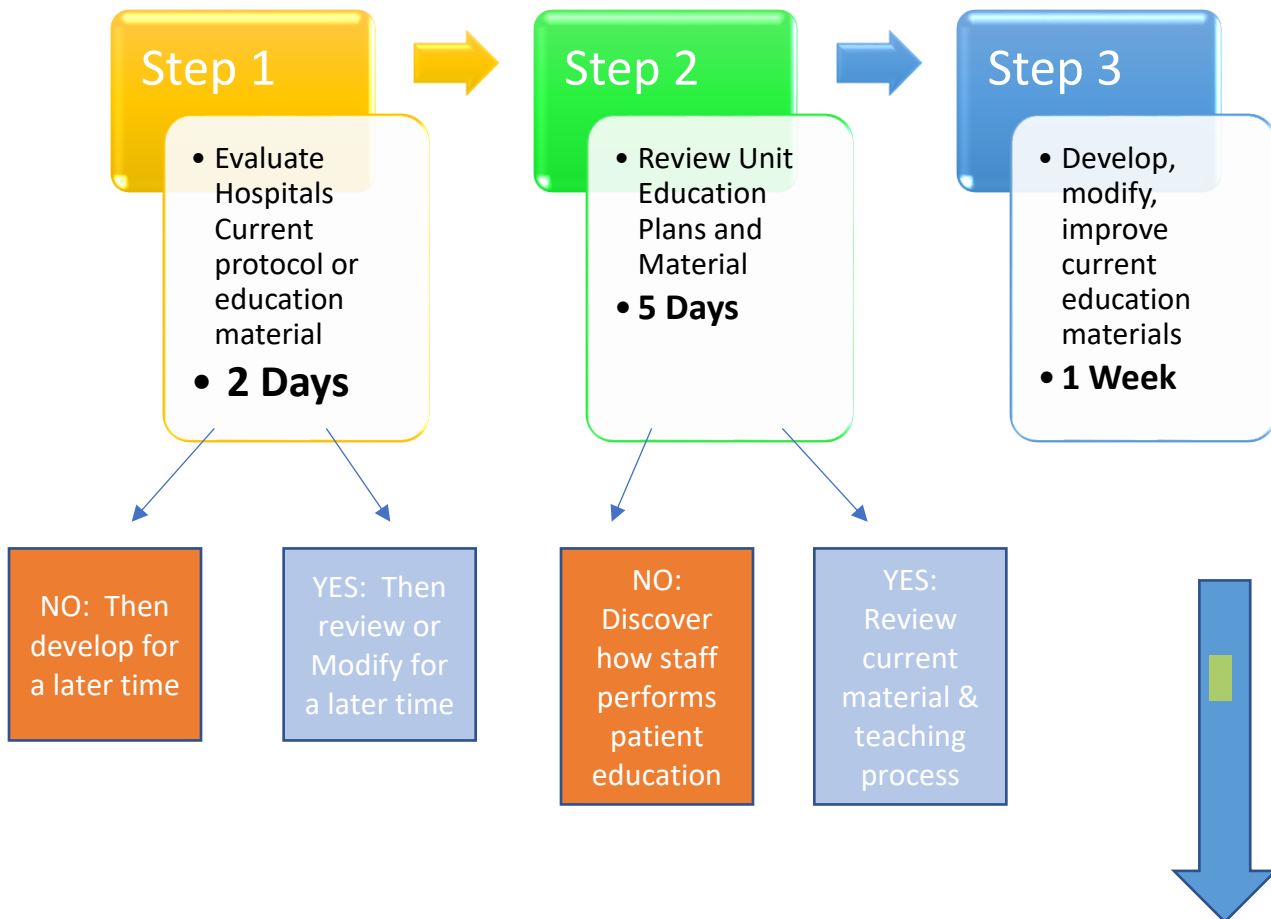 Step 1
• Evaluate
Hospitals
Current
protocol or
education
material
• 2 Days
Step 2
• Review Unit
Education
Plans and
Material
• 5 Days
Step 3
• Develop,
modify,
improve
current
education
materials
• 1 Week
NO: Then
develop for
a later time
YES: Then
review or
Modify for
a later time
NO:
Discover
how staff
performs
patient
education
YES:
Review
current
material &
teaching
process